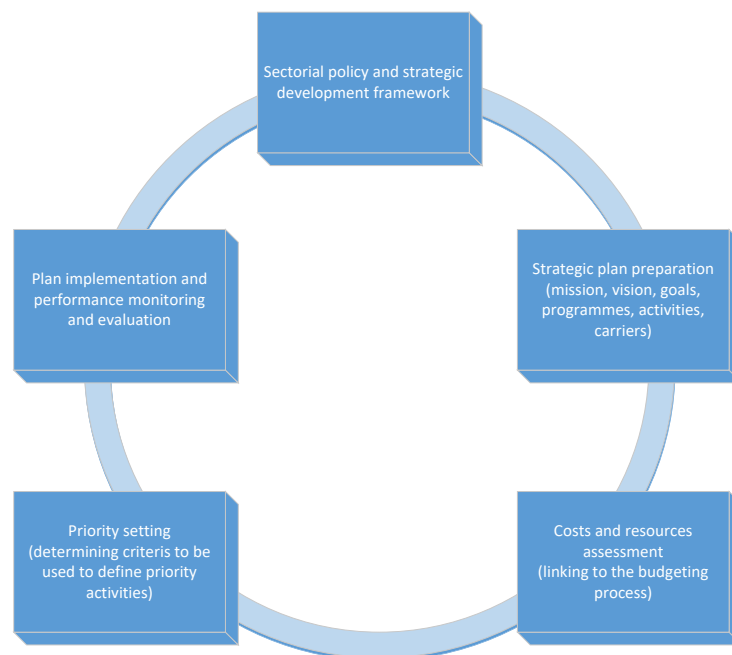 Sectorial policy and strategic
development framework
Strategic plan preparation
(mission, vision, goals,
programmes, activities,
carriers)
Costs and resources
assessment
(linking to the budgeting
process)
Priority setting
(determining criteris to be
used to define priority
activities)
Plan implementation and
performance monitoring
and evaluation